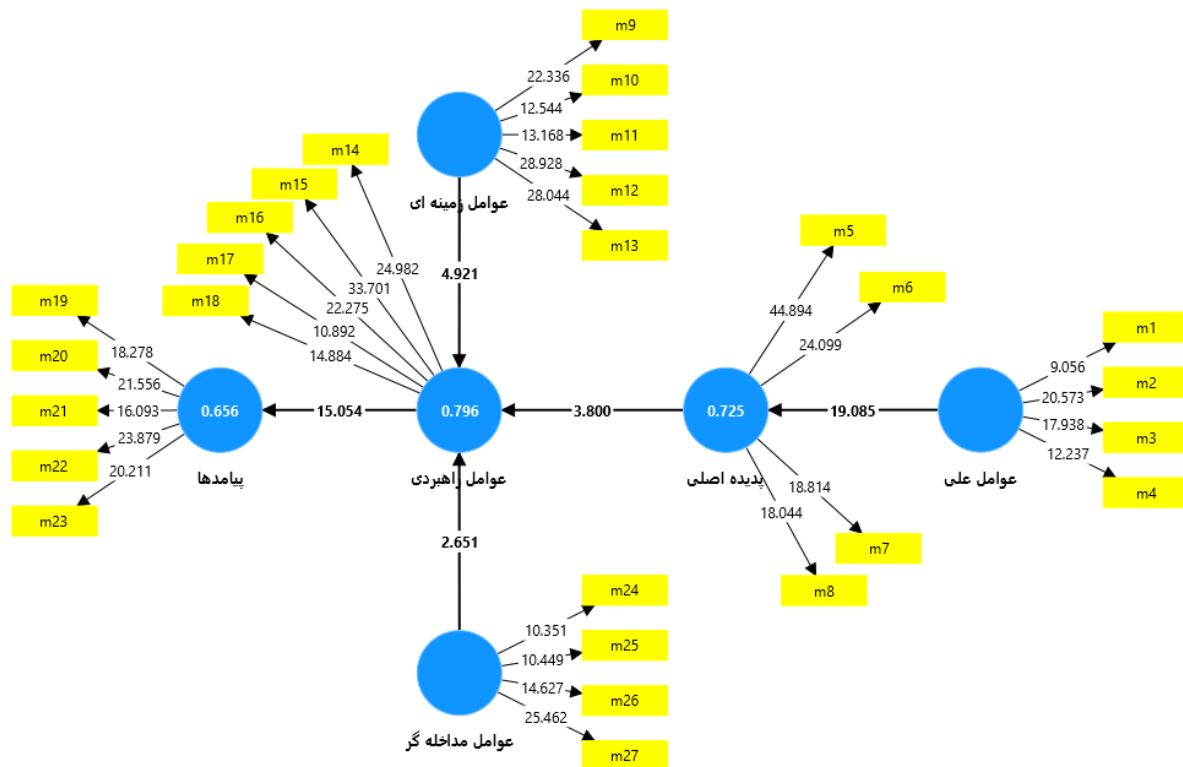 m9
22.336
m10
12.544
m11
13.168
m12
28.928
m13
28.044
عوامل زمینه ای
4.921
m14
24.982
m15
33.701
m16
22.275
m17
10.892
m18
14.884
m5
44.894
m6
24.099
m1
9.056
m2
20.573
m3
17.938
m4
12.237
m19
18.278
m20
21.556
m21
16.093
m22
23.879
m23
20.211
0.656
15.054
0.796
3.800
0.725
19.085
پیامدها
عوامل راهبردی
پدیده اصلی
عوامل علی
18.814
m7
18.044
m8
2.651
m24
10.351
m25
10.449
m26
14.627
m27
25.462
عوامل مداخله گر